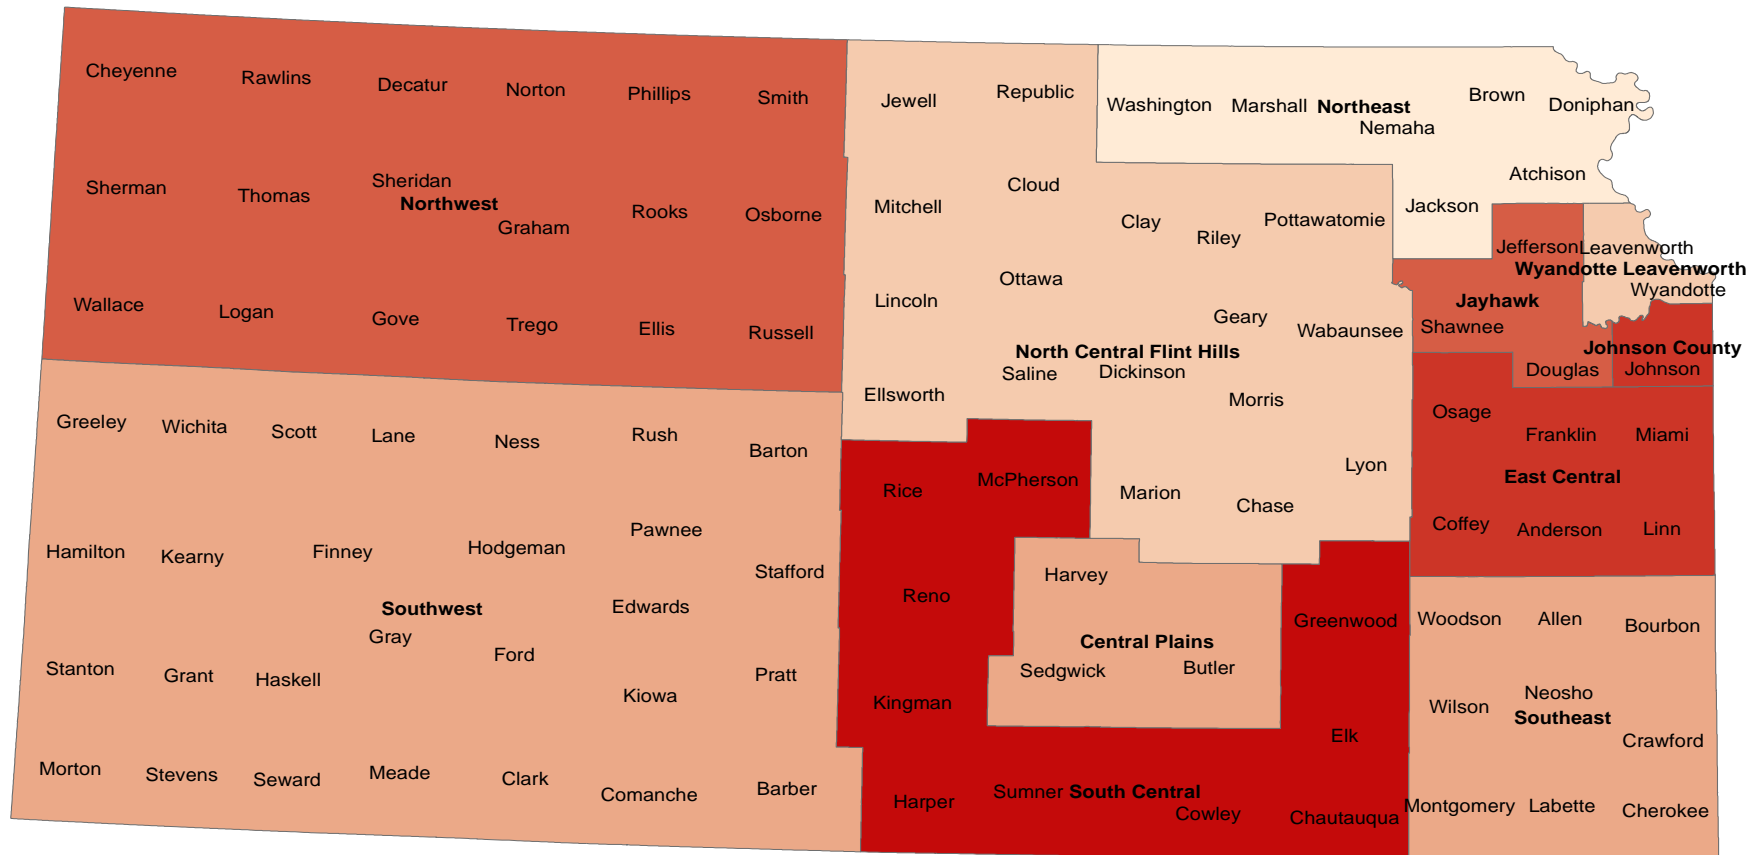 Cheyenne
Rawlins
Decatur
Norton
Phillips
Smith
Sherman
Thomas
Sheridan
Northwest
Graham
Rooks
Osborne
Wallace
Logan
Gove
Trego
Ellis
Russell
Jewell
Republic
Mitchell
Cloud
Clay
Riley
Pottawatomie
Lincoln
Ottawa
Geary
Wabaunsee
North Central Flint Hills
Saline
Dickinson
Ellsworth
Morris
Lyon
Marion
Chase
Washington
Marshall
Northeast
Nemaha
Brown
Doniphan
Atchison
Jackson
Jefferson
Leavenworth
Wyandotte Leavenworth
Wyandotte
Jayhawk
Shawnee
Douglas
Johnson County
Johnson
Osage
Franklin
Miami
East Central
Coffey
Anderson
Linn
Greeley
Wichita
Scott
Lane
Ness
Rush
Barton
Hamilton
Kearny
Finney
Hodgeman
Pawnee
Stafford
Southwest
Gray
Edwards
Ford
Stanton
Grant
Haskell
Kiowa
Pratt
Morton
Stevens
Seward
Meade
Clark
Comanche
Barber
Rice
McPherson
Reno
Kingman
Harper
Sumner
South Central
Cowley
Chautauqua
Elk
Greenwood
Harvey
Central Plains
Sedgwick
Butler
Woodson
Allen
Bourbon
Wilson
Neosho
Southeast
Crawford
Montgomery
Labette
Cherokee